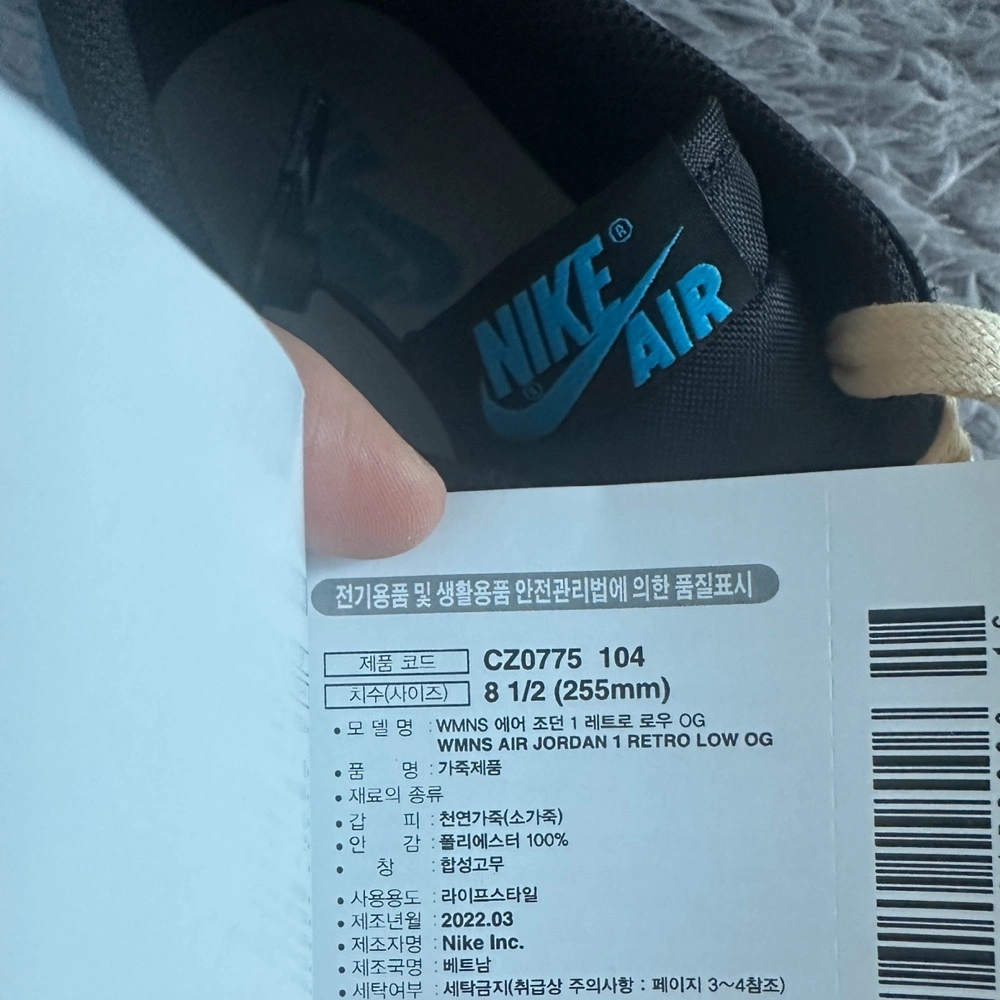 NIKE®
AIR
전기용품 및 생활용품 안전관리법에 의한 품질표시
제품 코드 CZ0775 104
치수(사이즈) 8 1/2 (255mm)
• 모 델 명 : WMNS 에어 조던 1 레트로 로우 OG
WMNS AIR JORDAN 1 RETRO LOW OG
• 품 명 : 가죽제품
• 재료의 종류
• 갑 피 : 천연가죽(소가죽)
• 안 감 : 폴리에스터 100%
• 창 : 합성고무
• 사용용도 : 라이프스타일
• 제조년월 : 2022.03
• 제조자명 : Nike Inc.
• 제조국명 : 베트남
• 세탁여부 : 세탁금지(취급상 주의사항 : 페이지 3~4참조)